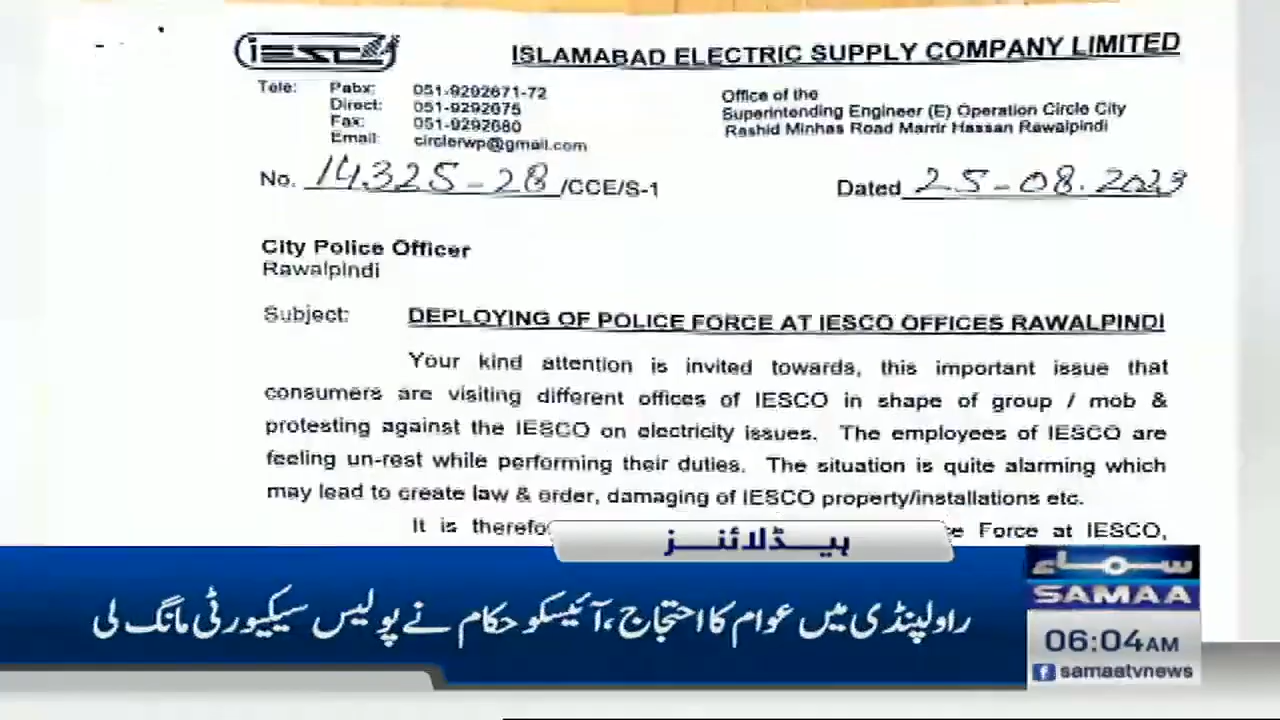 iESCO
ISLAMABAD ELECTRIC SUPPLY COMPANY LIMITED
Tele: Pabx: 051-9292671-72
Direct: 051-9292675
Fax: 051-9292680
Email: circlerwp@gmail.com
Office of the
Superintending Engineer (E) Operation Circle City
Rashid Minhas Road Marrir Hassan Rawalpindi
No. 14325-28/CCE/S-1
Dated 25-08.2023
City Police Officer
Rawalpindi
Subject: DEPLOYING OF POLICE FORCE AT IESCO OFFICES RAWALPINDI
Your kind attention is invited towards, this important issue that
consumers are visiting different offices of IESCO in shape of group / mob &
protesting against the IESCO on electricity issues. The employees of IESCO are
feeling un-rest while performing their duties. The situation is quite alarming which
may lead to create law & order, damaging of IESCO property/installations etc.
It is Force at IESCO,
ہیڈلائنز
راولپنڈی میں عوام کا احتجاج، آئیسکو حکام نے پولیس سیکیورٹی مانگ لی
سماء
SAMAA
06:04AM
samaatvnews